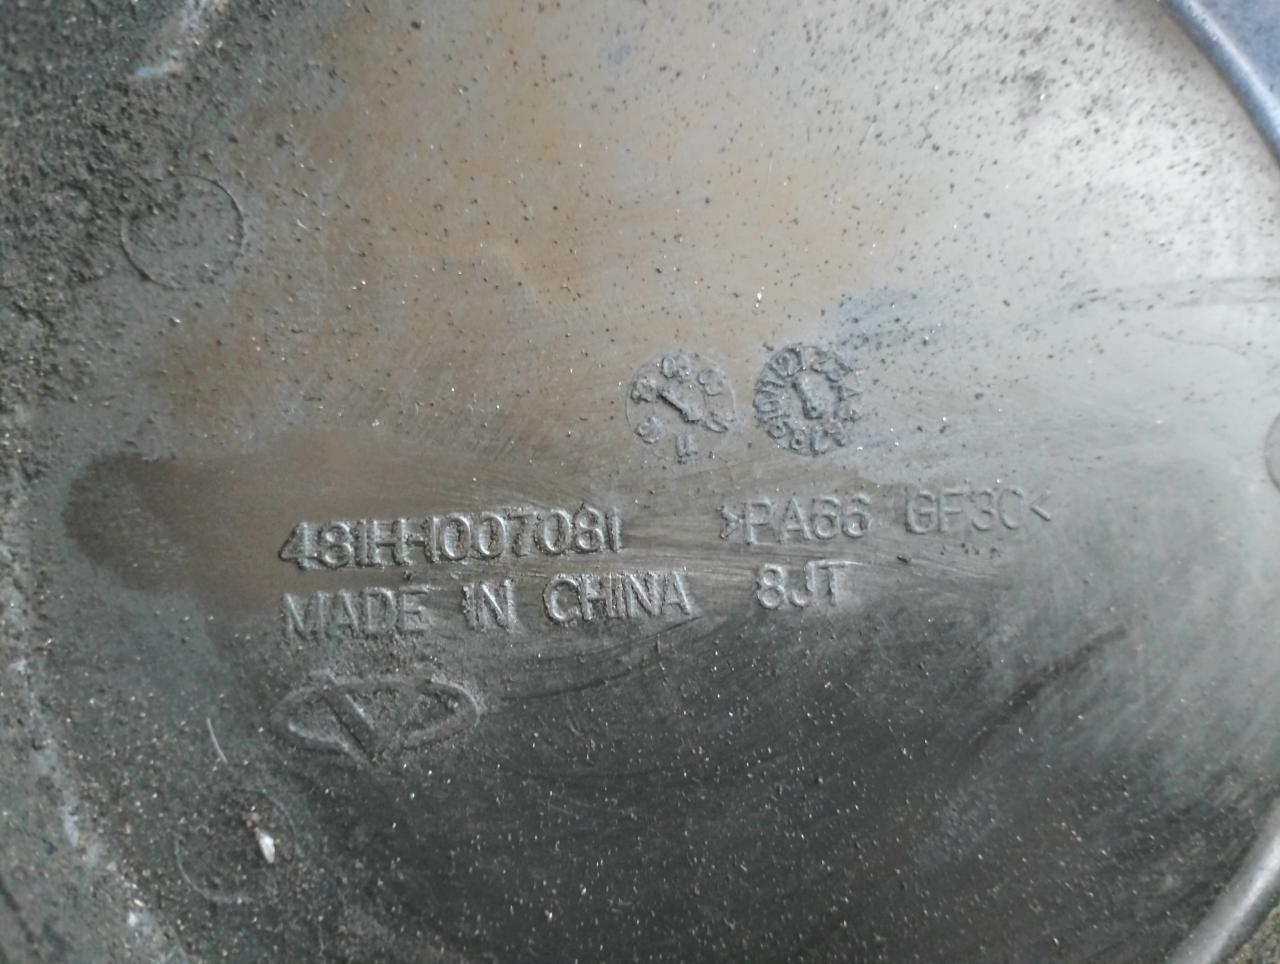 481H-1007081 >PA66 GF30<
MADE IN CHINA 8JT